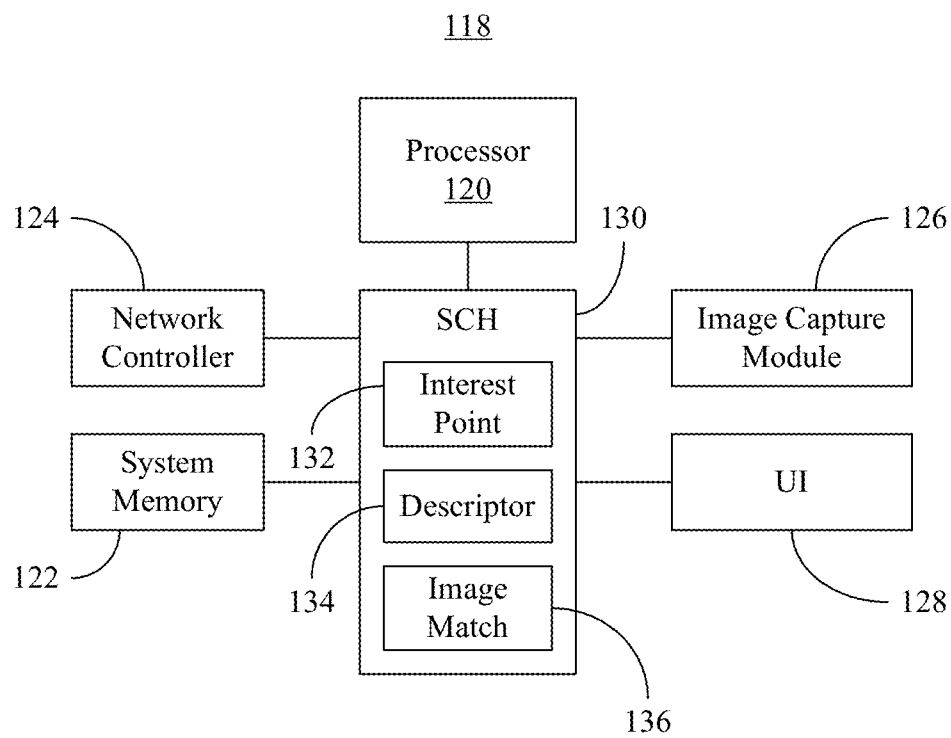 118
Processor
120
124
130
126
Network
Controller
SCH
Image Capture
Module
Interest
Point
132
System
Memory
UI
Descriptor
122
134
128
Image
Match
136